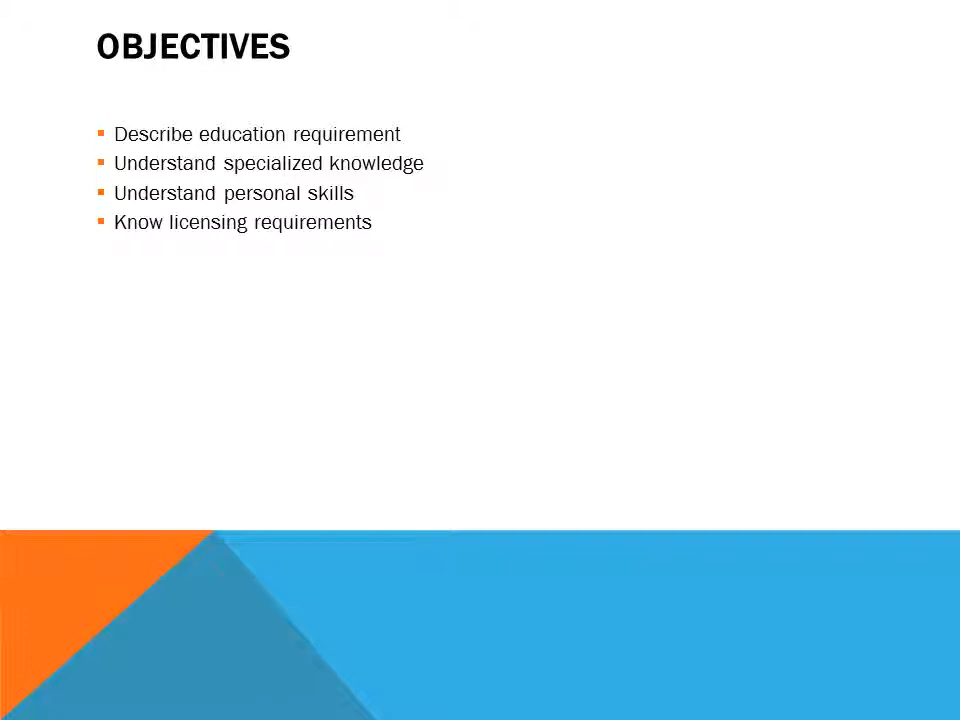 OBJECTIVES
▪ Describe education requirement
▪ Understand specialized knowledge
▪ Understand personal skills
▪ Know licensing requirements